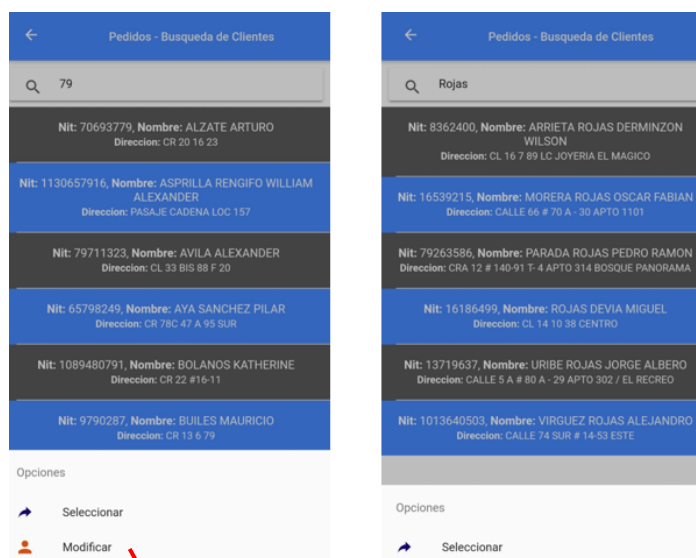 Pedidos - Busqueda de Clientes
79
Nit: 70693779, Nombre: ALZATE ARTURO
Direccion: CR 20 16 23
Nit: 1130657916, Nombre: ASPRILLA RENGIFO WILLIAM
ALEXANDER
Direccion: PASAJE CADENA LOC 157
Nit: 79711323, Nombre: AVILA ALEXANDER
Direccion: CL 33 BIS 88 F 20
Nit: 65798249, Nombre: AYA SANCHEZ PILAR
Direccion: CR 78C 47 A 95 SUR
Nit: 1089480791, Nombre: BOLANOS KATHERINE
Direccion: CR 22 #16-11
Nit: 9790287, Nombre: BUILES MAURICIO
Direccion: CR 13 6 79
Opciones
Seleccionar
Modificar
Pedidos - Busqueda de Clientes
Rojas
Nit: 8362400, Nombre: ARRIETA ROJAS DERMINZON
WILSON
Direccion: CL 16 7 89 LC JOYERIA EL MAGICO
Nit: 16539215, Nombre: MORERA ROJAS OSCAR FABIAN
Direccion: CALLE 66 # 70 A - 30 APTO 1101
Nit: 79263586, Nombre: PARADA ROJAS PEDRO RAMON
Direccion: CRA 12 # 140-91 T- 4 APTO 314 BOSQUE PANORAMA
Nit: 16186499, Nombre: ROJAS DEVIA MIGUEL
Direccion: CL 14 10 38 CENTRO
Nit: 13719637, Nombre: URIBE ROJAS JORGE ALBERO
Direccion: CALLE 5 A # 80 A - 29 APTO 302 / EL RECREO
Nit: 1013640503, Nombre: VIRGUEZ ROJAS ALEJANDRO
Direccion: CALLE 74 SUR # 14-53 ESTE
Opciones
Seleccionar